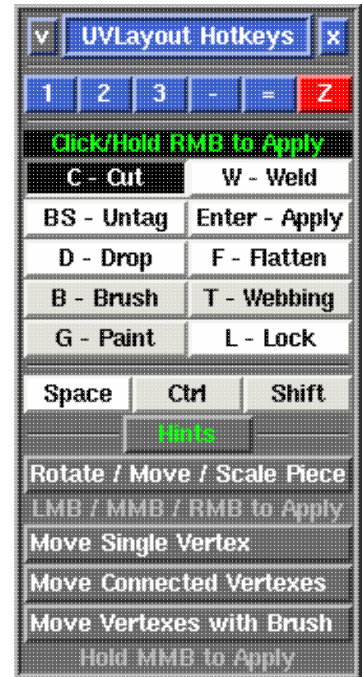 v UVLayout Hotkeys x
1 2 3 - = Z
Click/Hold RMB to Apply
C - Cut W - Weld
BS - Untag Enter - Apply
D - Drop F - Flatten
B - Brush T - Webbing
G - Paint L - Lock
Space Ctrl Shift
Hints
Rotate / Move / Scale Piece
LMB / MMB / RMB to Apply
Move Single Vertex
Move Connected Vertexes
Move Vertexes with Brush
Hold MMB to Apply